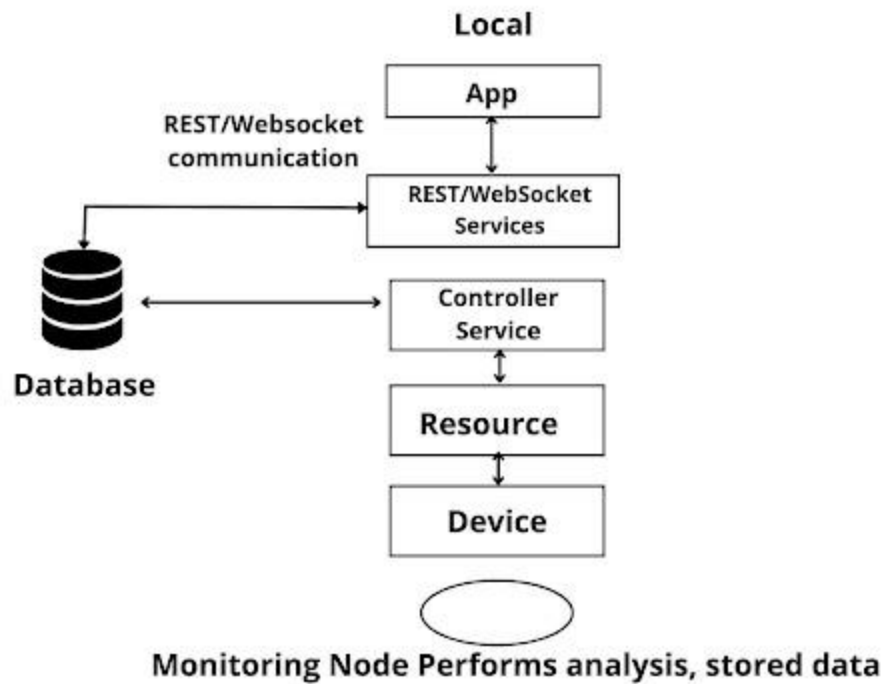 Local
App
REST/Websocket
communication
REST/WebSocket
Services
Controller
Service
Database
Resource
Device
Monitoring Node Performs analysis, stored data